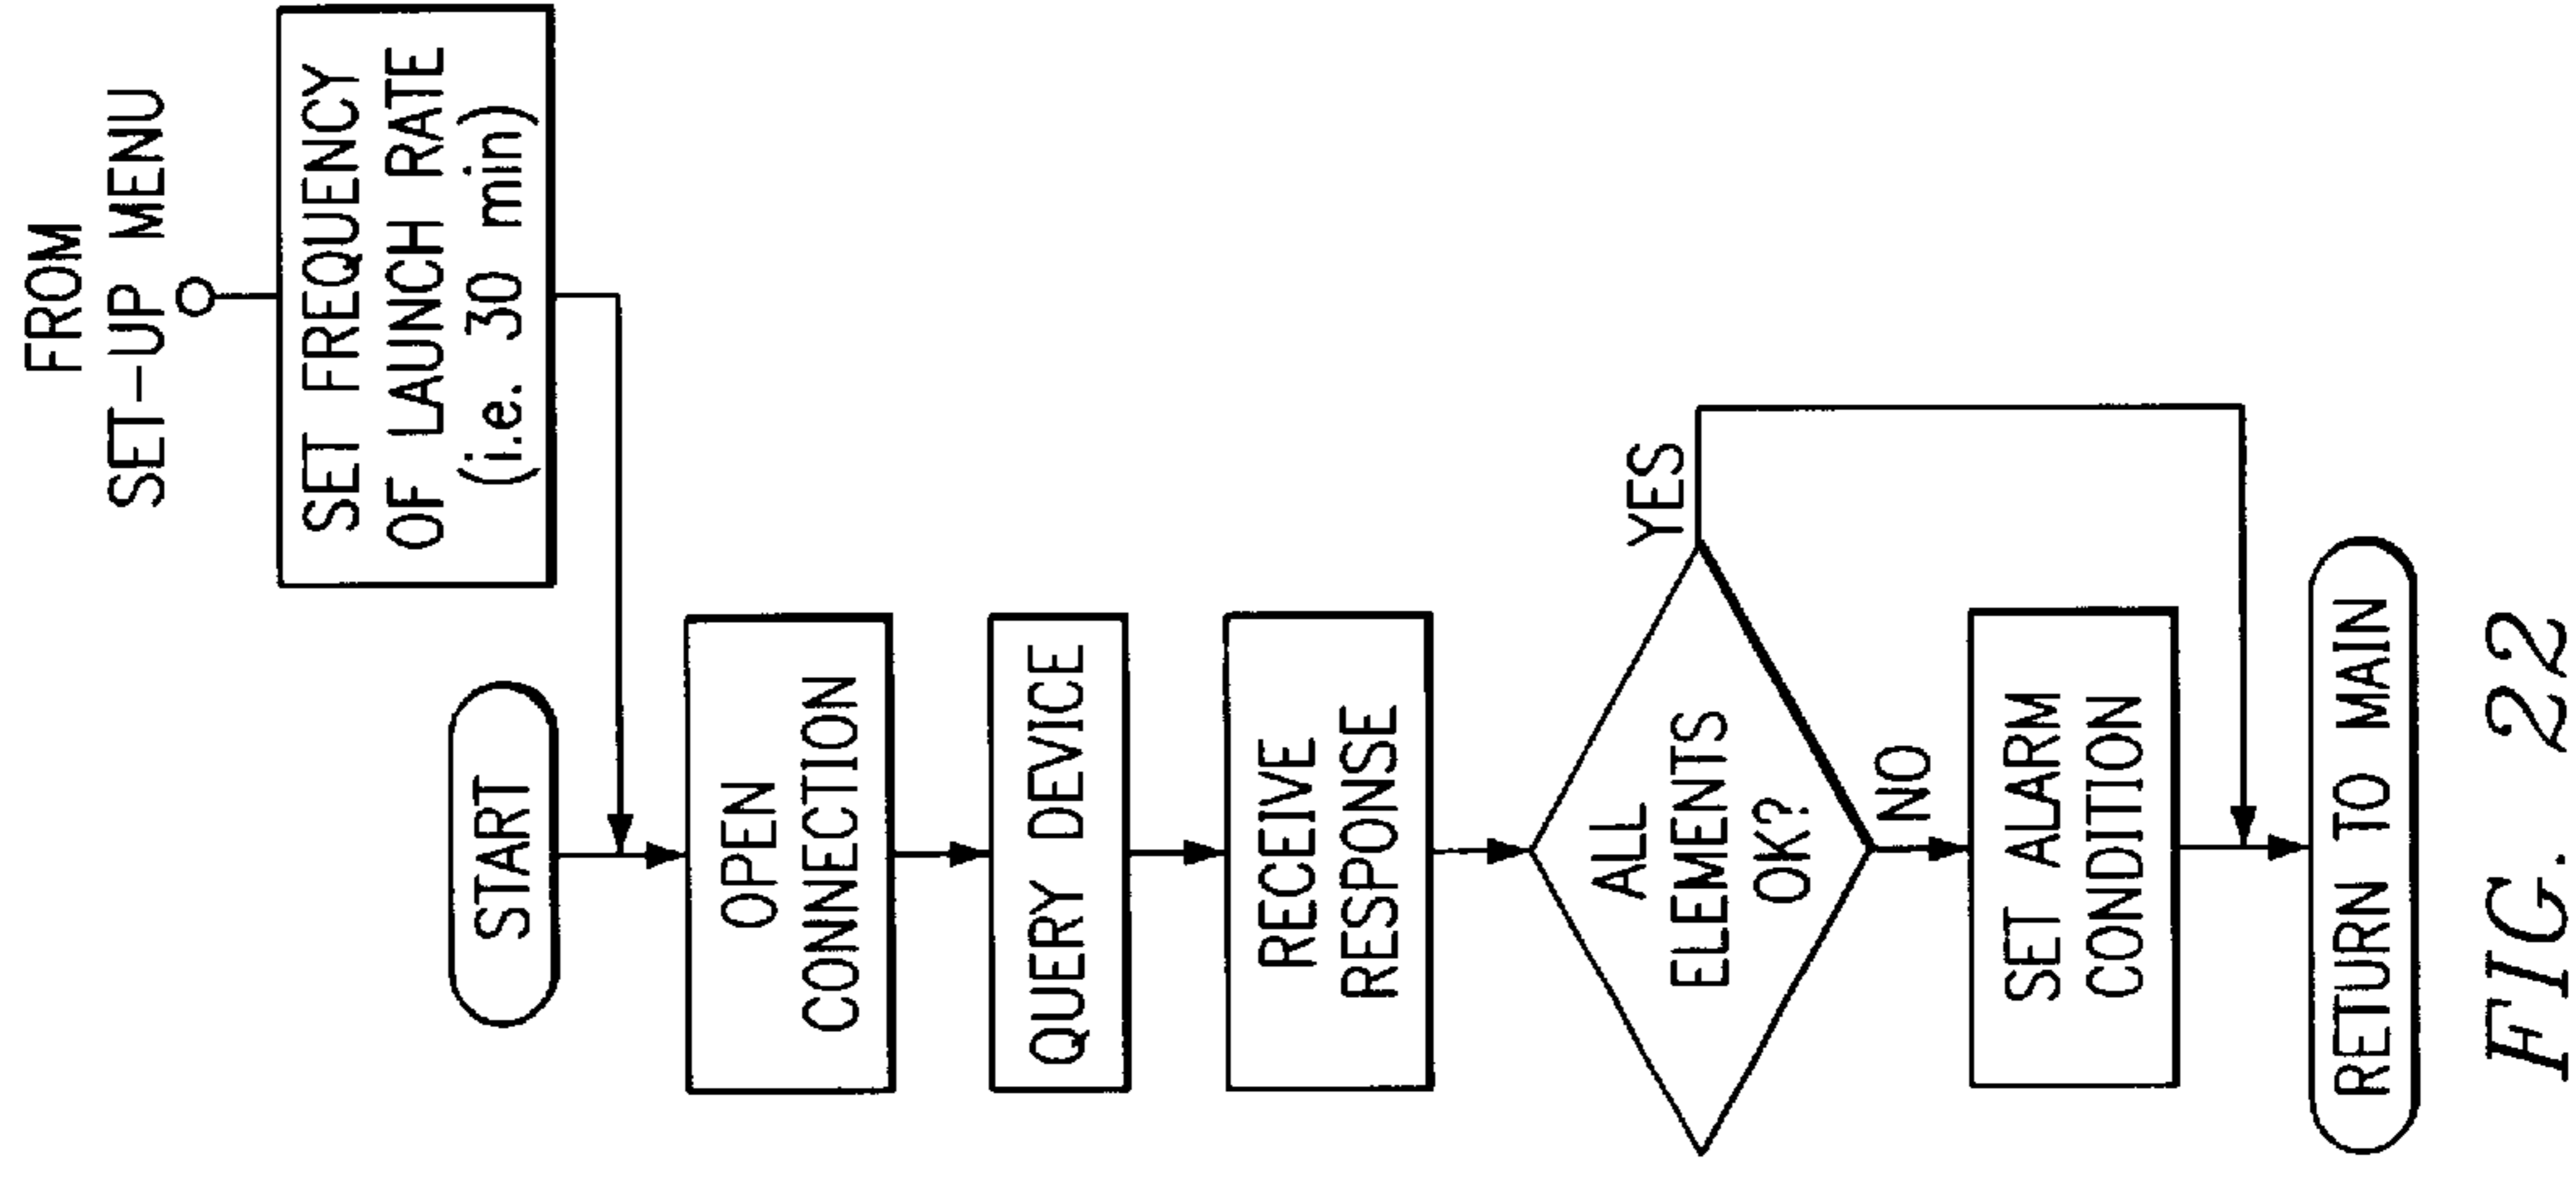 FROM
SET-UP MENU
SET FREQUENCY
OF LAUNCH RATE
(i.e. 30 min)
START
OPEN
CONNECTION
QUERY DEVICE
RECEIVE
RESPONSE
ALL
ELEMENTS
OK?
YES
NO
SET ALARM
CONDITION
RETURN TO MAIN
FIG. 22